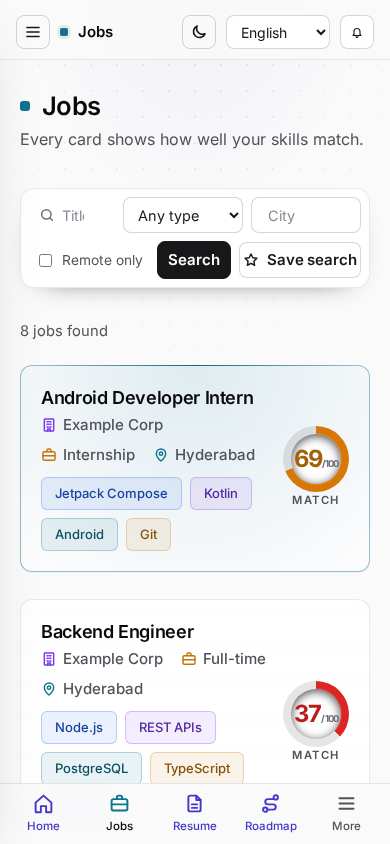 Jobs
English
Jobs
Every card shows how well your skills match.
Any type
City
Remote only
Search
Save search
8 jobs found
Android Developer Intern
Example Corp
Internship
Hyderabad
69/100
MATCH
Jetpack Compose
Kotlin
Android
Git
Backend Engineer
Example Corp
Full-time
Hyderabad
37/100
MATCH
Node.js
REST APIs
PostgreSQL
TypeScript
Home
Jobs
Resume
Roadmap
More